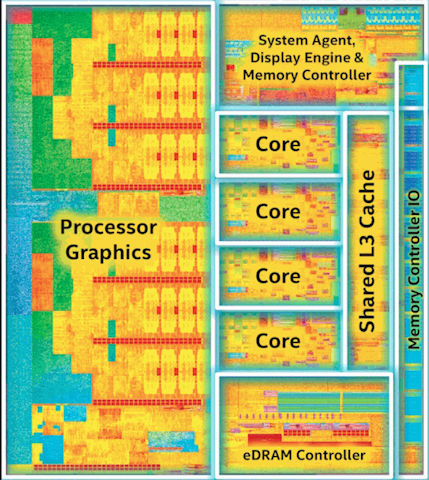 System Agent,
Display Engine &
Memory Controller
Core
Core
Core
Core
Processor
Graphics
Shared L3 Cache
Memory Controller IO
eDRAM Controller